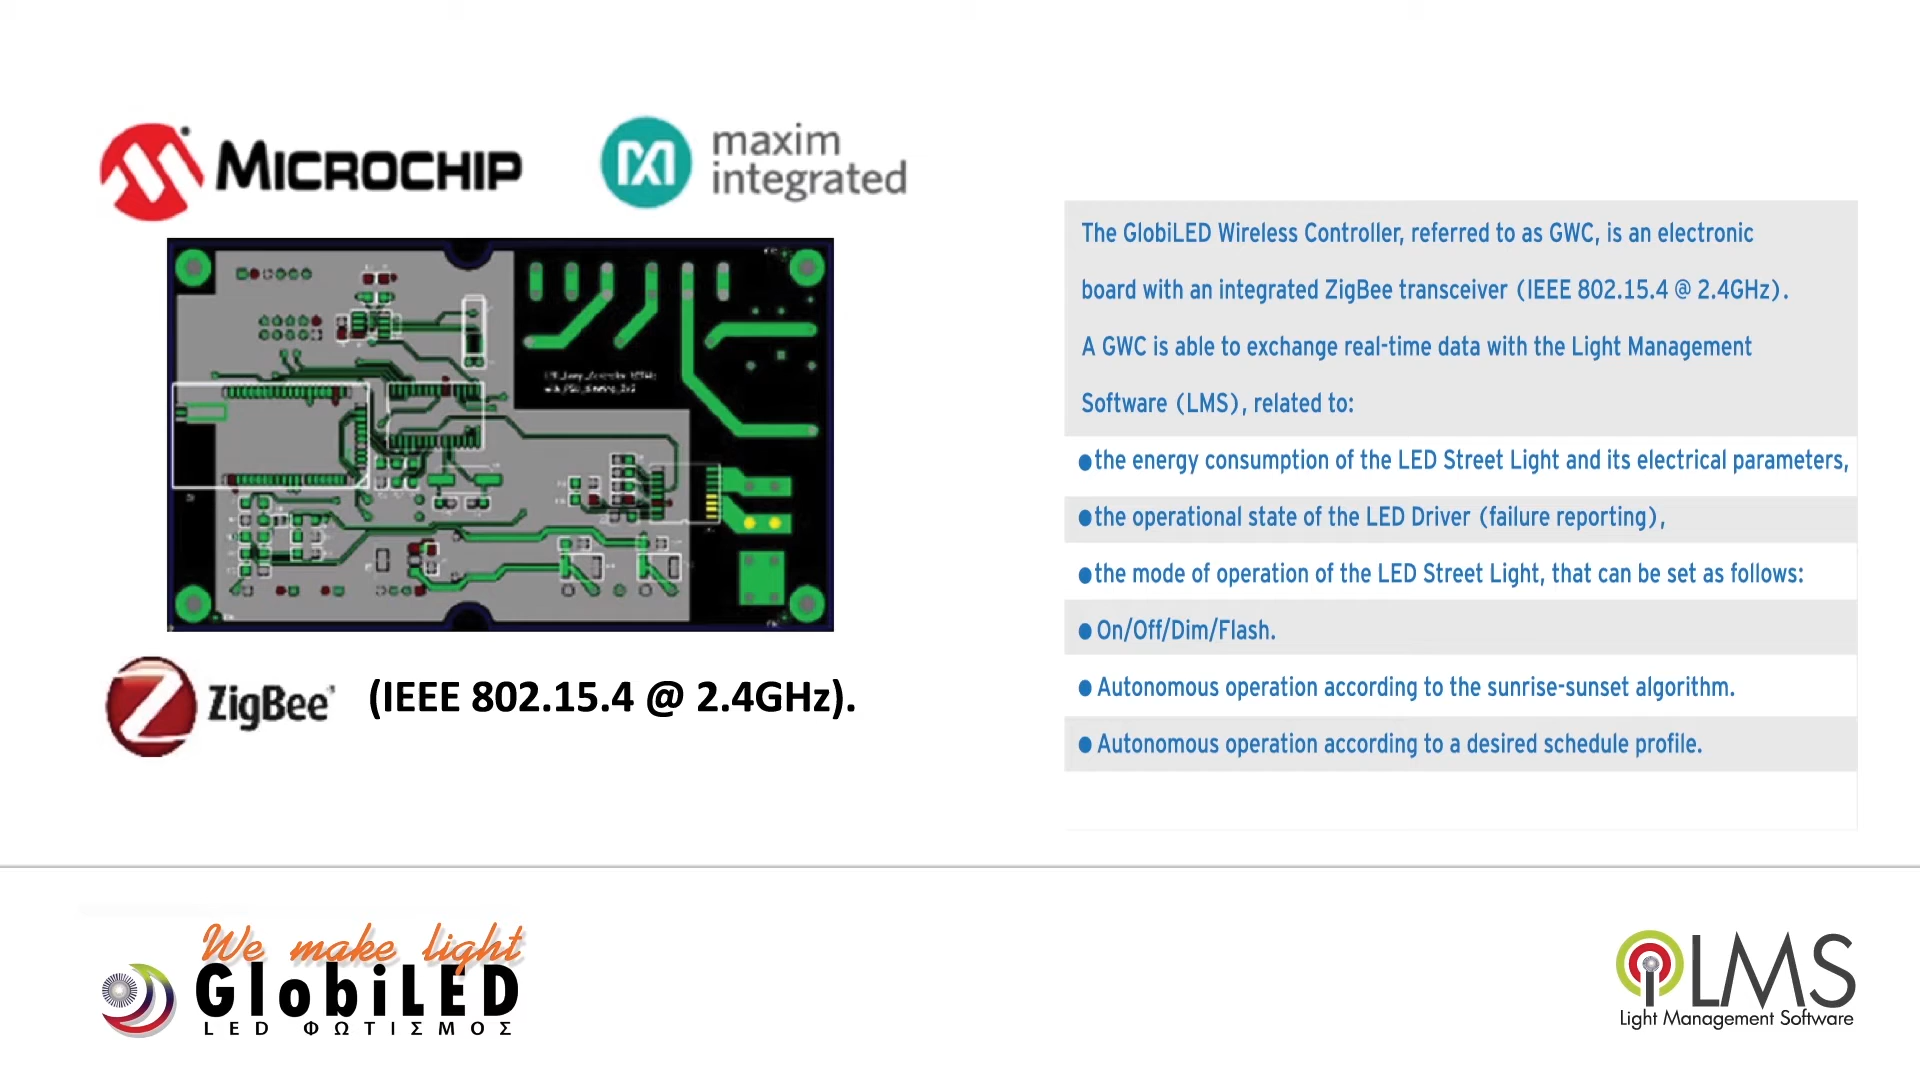 MICROCHIP
maxim
integrated
ZigBee
(IEEE 802.15.4 @ 2.4GHz).
The GlobiLED Wireless Controller, referred to as GWC, is an electronic
board with an integrated ZigBee transceiver (IEEE 802.15.4 @ 2.4GHz).
A GWC is able to exchange real-time data with the Light Management
Software (LMS), related to:
●the energy consumption of the LED Street Light and its electrical parameters,
●the operational state of the LED Driver (failure reporting),
●the mode of operation of the LED Street Light, that can be set as follows:
● On/Off/Dim/Flash.
● Autonomous operation according to the sunrise-sunset algorithm.
● Autonomous operation according to a desired schedule profile.
We make light
GlobiLED
LED ΦΩΤΙΣΜΟΣ
LMS
Light Management Software